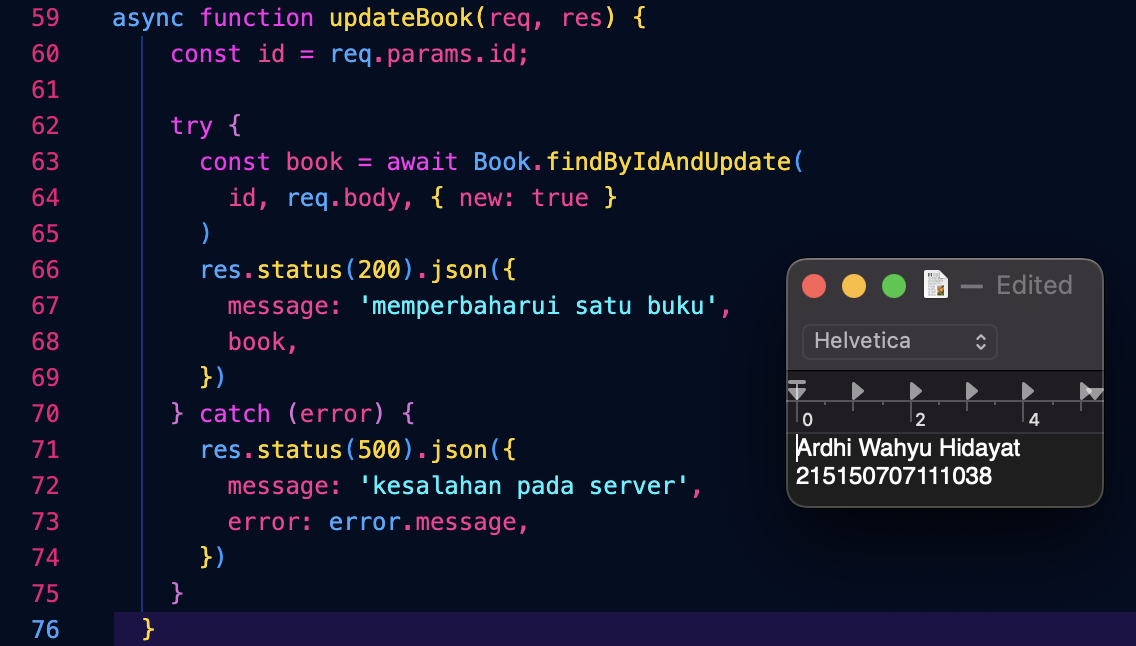 59 async function updateBook(req, res) {
60 const id = req.params.id;
61
62 try {
63 const book = await Book.findByIdAndUpdate(
64 id, req.body, { new: true }
65 )
66 res.status(200).json({
67 message: 'memperbaharui satu buku',
68 book,
69 })
70 } catch (error) {
71 res.status(500).json({
72 message: 'kesalahan pada server',
73 error: error.message,
74 })
75 }
76 }
— Edited
Helvetica
0 2 4
Ardhi Wahyu Hidayat
215150707111038